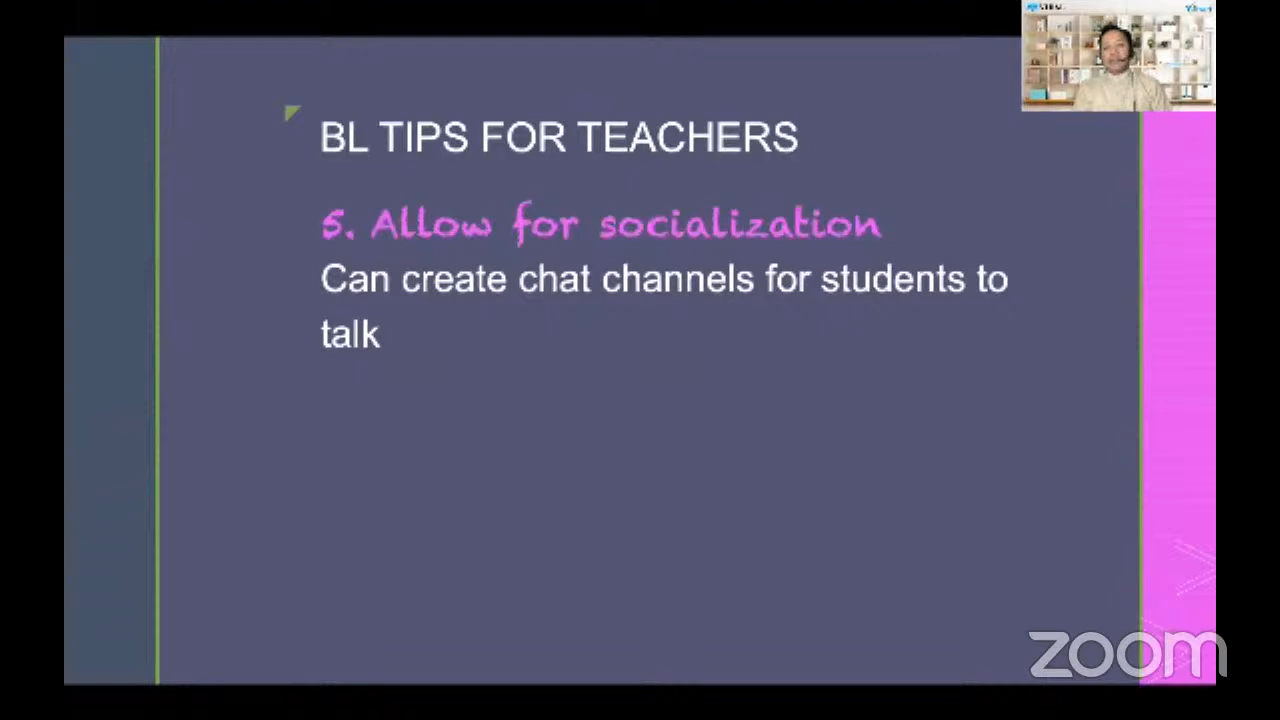 BL TIPS FOR TEACHERS
5. Allow for socialization
Can create chat channels for students to
talk
zoom